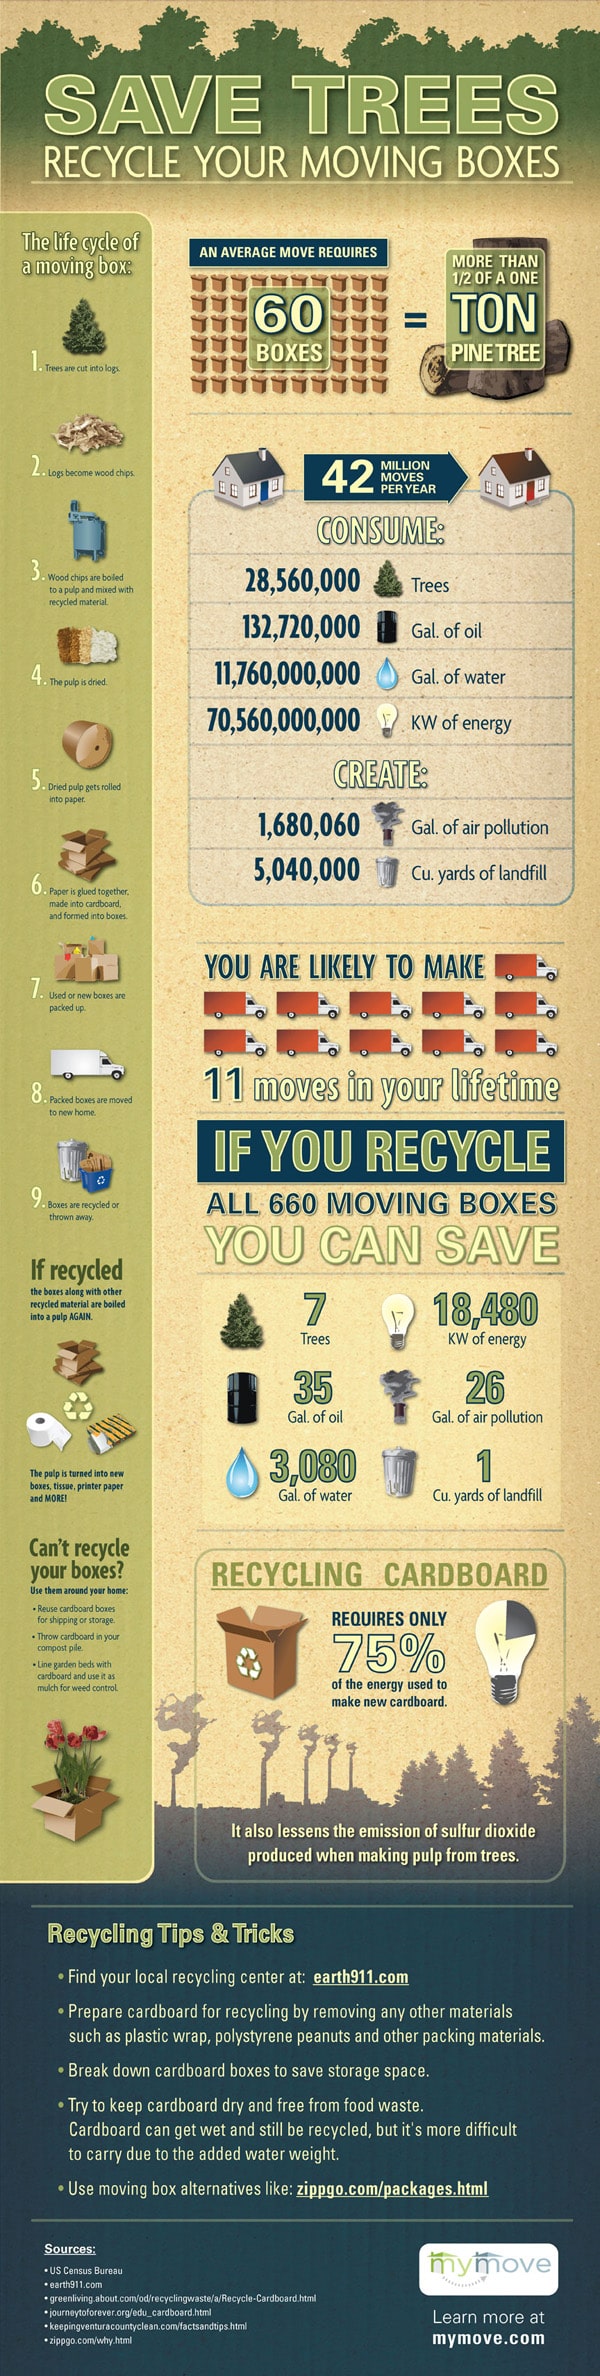 SAVE TREES
RECYCLE YOUR MOVING BOXES
The life cycle of
a moving box:
1. Trees are cut into logs.
2. Logs become wood chips.
3. Wood chips are boiled
to a pulp and mixed with
recycled material.
4. The pulp is dried.
5. Dried pulp gets rolled
into paper.
6. Paper is glued together,
made into cardboard,
and formed into boxes.
7. Used or new boxes are
packed up.
8. Packed boxes are moved
to new home.
9. Boxes are recycled or
thrown away.
If recycled
the boxes along with other
recycled material are boiled
into a pulp AGAIN.
The pulp is turned into new
boxes, tissue, printer paper
and MORE!
Can't recycle
your boxes?
Use them around your home:
• Reuse cardboard boxes
for shipping or storage.
• Throw cardboard in your
compost pile.
• Line garden beds with
cardboard and use it as
mulch for weed control.
AN AVERAGE MOVE REQUIRES
60
BOXES
=
MORE THAN
1/2 OF A ONE
TON
PINE TREE
42 MILLION
MOVES
PER YEAR
CONSUME:
28,560,000 Trees
132,720,000 Gal. of oil
11,760,000,000 Gal. of water
70,560,000,000 KW of energy
CREATE:
1,680,060 Gal. of air pollution
5,040,000 Cu. yards of landfill
YOU ARE LIKELY TO MAKE
11 moves in your lifetime
IF YOU RECYCLE
ALL 660 MOVING BOXES
YOU CAN SAVE
7
Trees
18,480
KW of energy
35
Gal. of oil
26
Gal. of air pollution
3,080
Gal. of water
1
Cu. yards of landfill
RECYCLING CARDBOARD
REQUIRES ONLY
75%
of the energy used to
make new cardboard.
It also lessens the emission of sulfur dioxide
produced when making pulp from trees.
Recycling Tips & Tricks
• Find your local recycling center at: earth911.com
• Prepare cardboard for recycling by removing any other materials
such as plastic wrap, polystyrene peanuts and other packing materials.
• Break down cardboard boxes to save storage space.
• Try to keep cardboard dry and free from food waste.
Cardboard can get wet and still be recycled, but it's more difficult
to carry due to the added water weight.
• Use moving box alternatives like: zippgo.com/packages.html
Sources:
• US Census Bureau
• earth911.com
• greenliving.about.com/od/recyclingwaste/a/Recycle-Cardboard.html
• journeytoforever.org/edu_cardboard.html
• keepingventuracountyclean.com/factsandtips.html
• zippgo.com/why.html
mymove
Learn more at
mymove.com